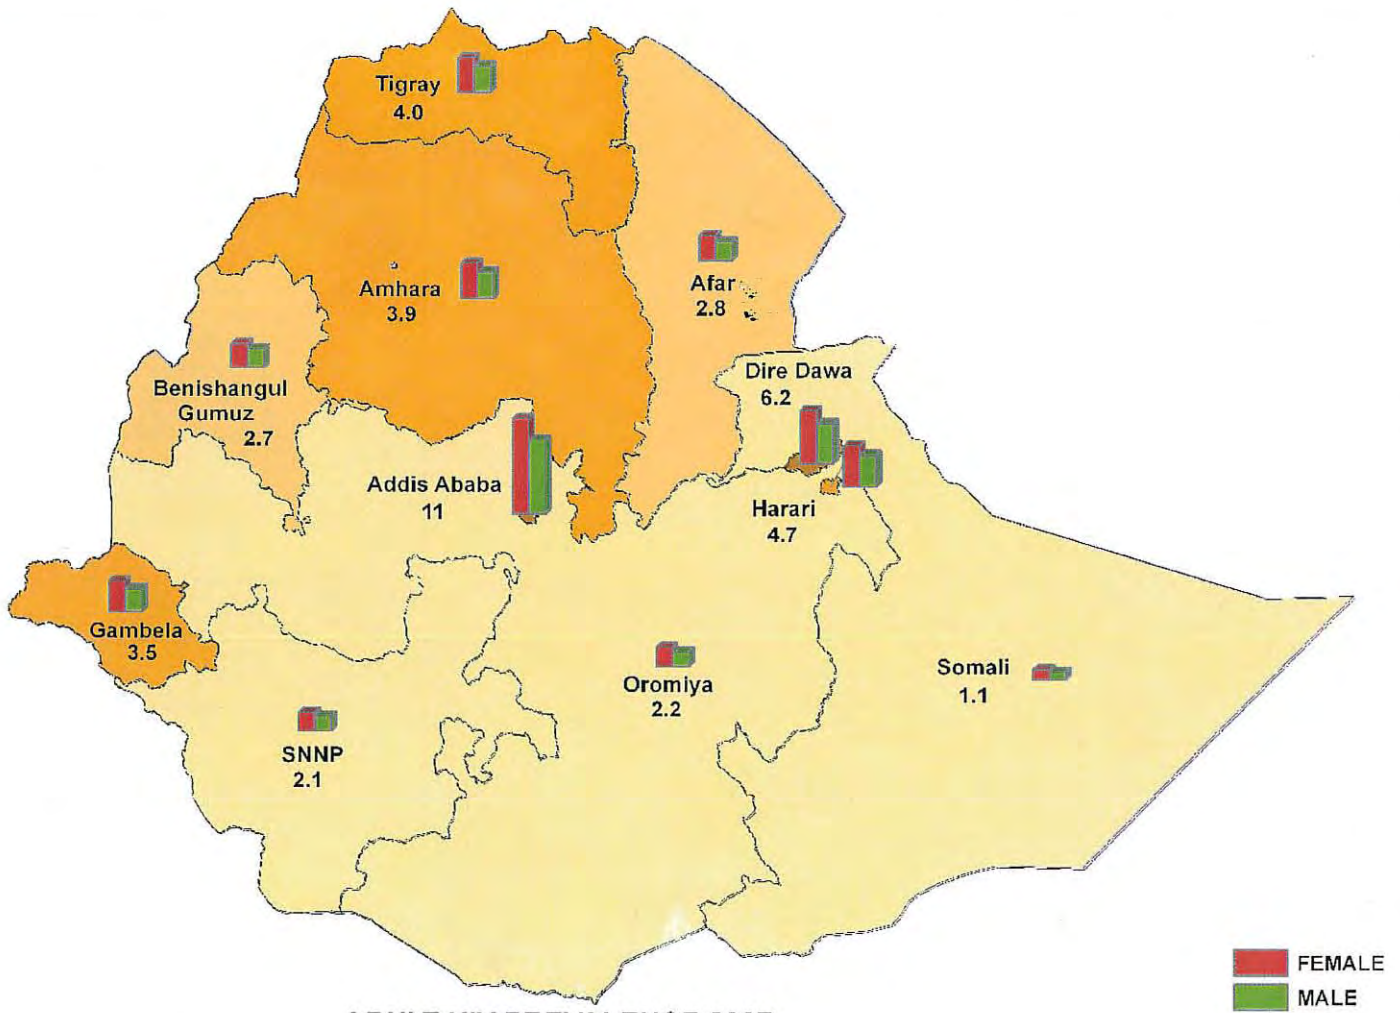 Tigray
4.0
Amhara
3.9
Afar
2.8
Benishangul
Gumuz
2.7
Dire Dawa
6.2
Addis Ababa
11
Harari
4.7
Gambela
3.5
Oromiya
2.2
Somali
1.1
SNNP
2.1
FEMALE
MALE